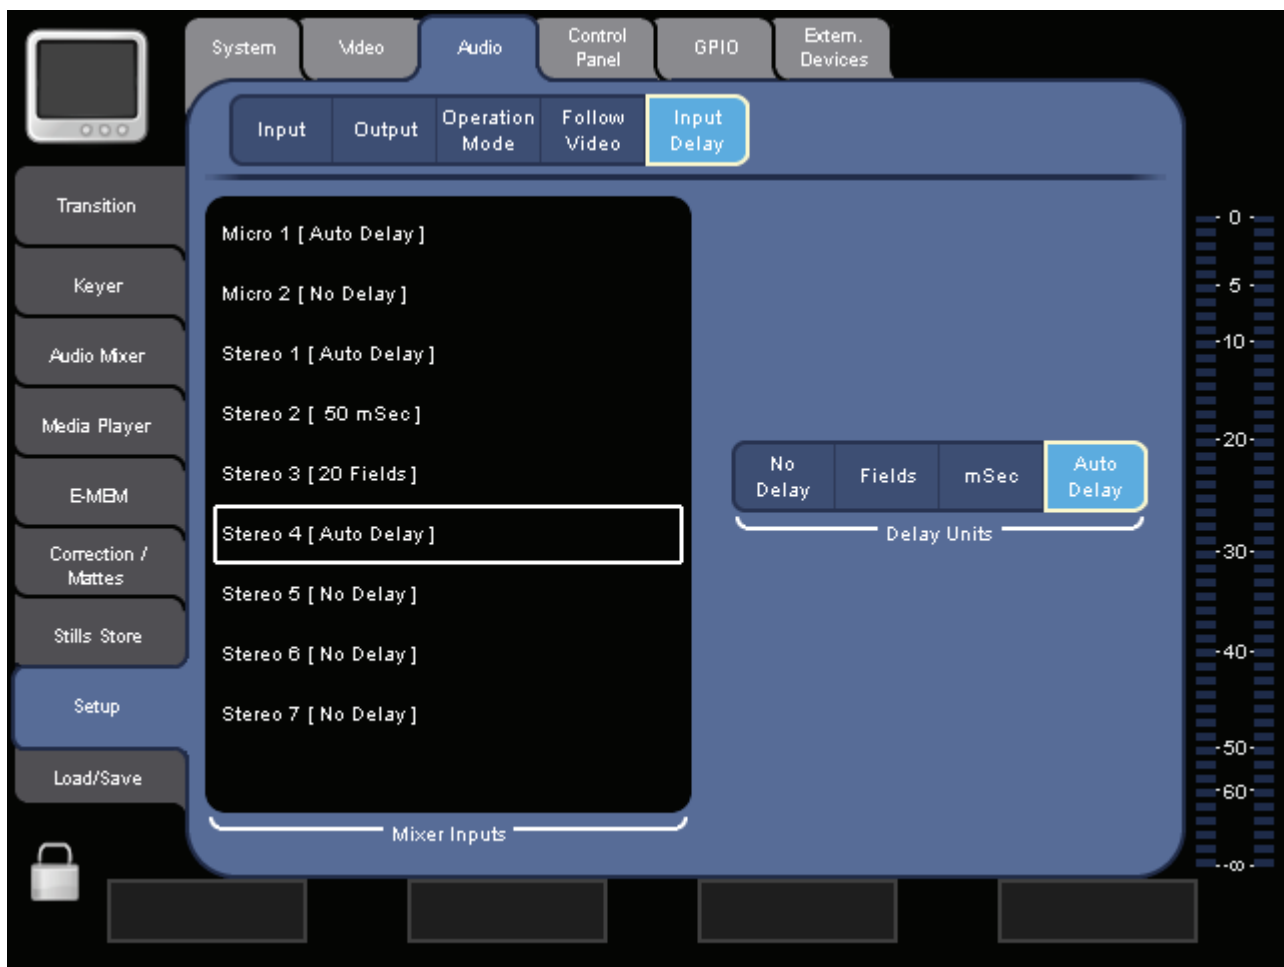 System
Video
Audio
Control
Panel
GPIO
Extern.
Devices
Input
Output
Operation
Mode
Follow
Video
Input
Delay
Transition
Keyer
Audio Mixer
Media Player
E-MEM
Correction /
Mattes
Stills Store
Setup
Load/Save
Micro 1 [ Auto Delay ]
Micro 2 [ No Delay ]
Stereo 1 [ Auto Delay ]
Stereo 2 [ 50 mSec ]
Stereo 3 [ 20 Fields ]
Stereo 4 [ Auto Delay ]
Stereo 5 [ No Delay ]
Stereo 6 [ No Delay ]
Stereo 7 [ No Delay ]
Mixer Inputs
No
Delay
Fields
mSec
Auto
Delay
Delay Units
- 0 -
- 5 -
-10-
-20-
-30-
-40-
-50-
-60-
--∞ -